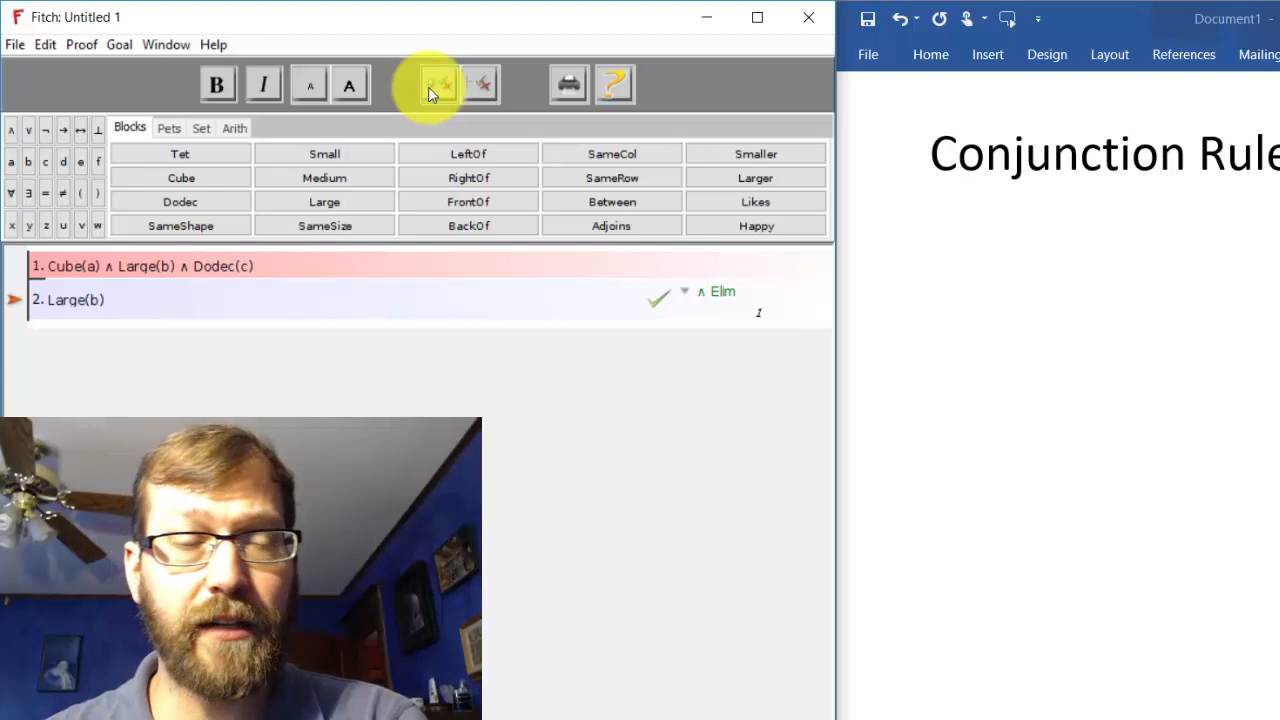 Fitch: Untitled 1
File Edit Proof Goal Window Help
B I A A
∧ ∨ ¬ → ↔ ⊥
a b c d e f
∀ ∃ = ≠ ( )
x y z u v w
Blocks Pets Set Arith
Tet Small LeftOf SameCol Smaller
Cube Medium RightOf SameRow Larger
Dodec Large FrontOf Between Likes
SameShape SameSize BackOf Adjoins Happy
1. Cube(a) ∧ Large(b) ∧ Dodec(c)
2. Large(b)
∧ Elim
1
Document1 -
File Home Insert Design Layout References Mailing
Conjunction Rule